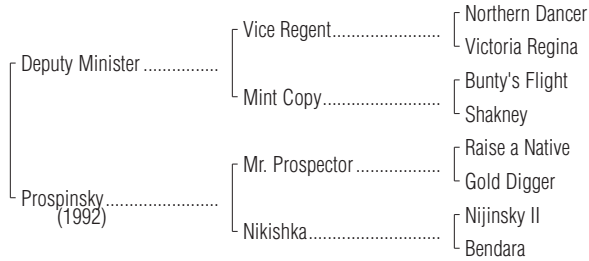 Northern Dancer
Vice Regent.......................
Victoria Regina
Deputy Minister ................
Bunty's Flight
Mint Copy.........................
Shakney
Raise a Native
Mr. Prospector ..................
Gold Digger
Prospinsky........................
(1992)
Nijinsky II
Nikishka............................
Bendara